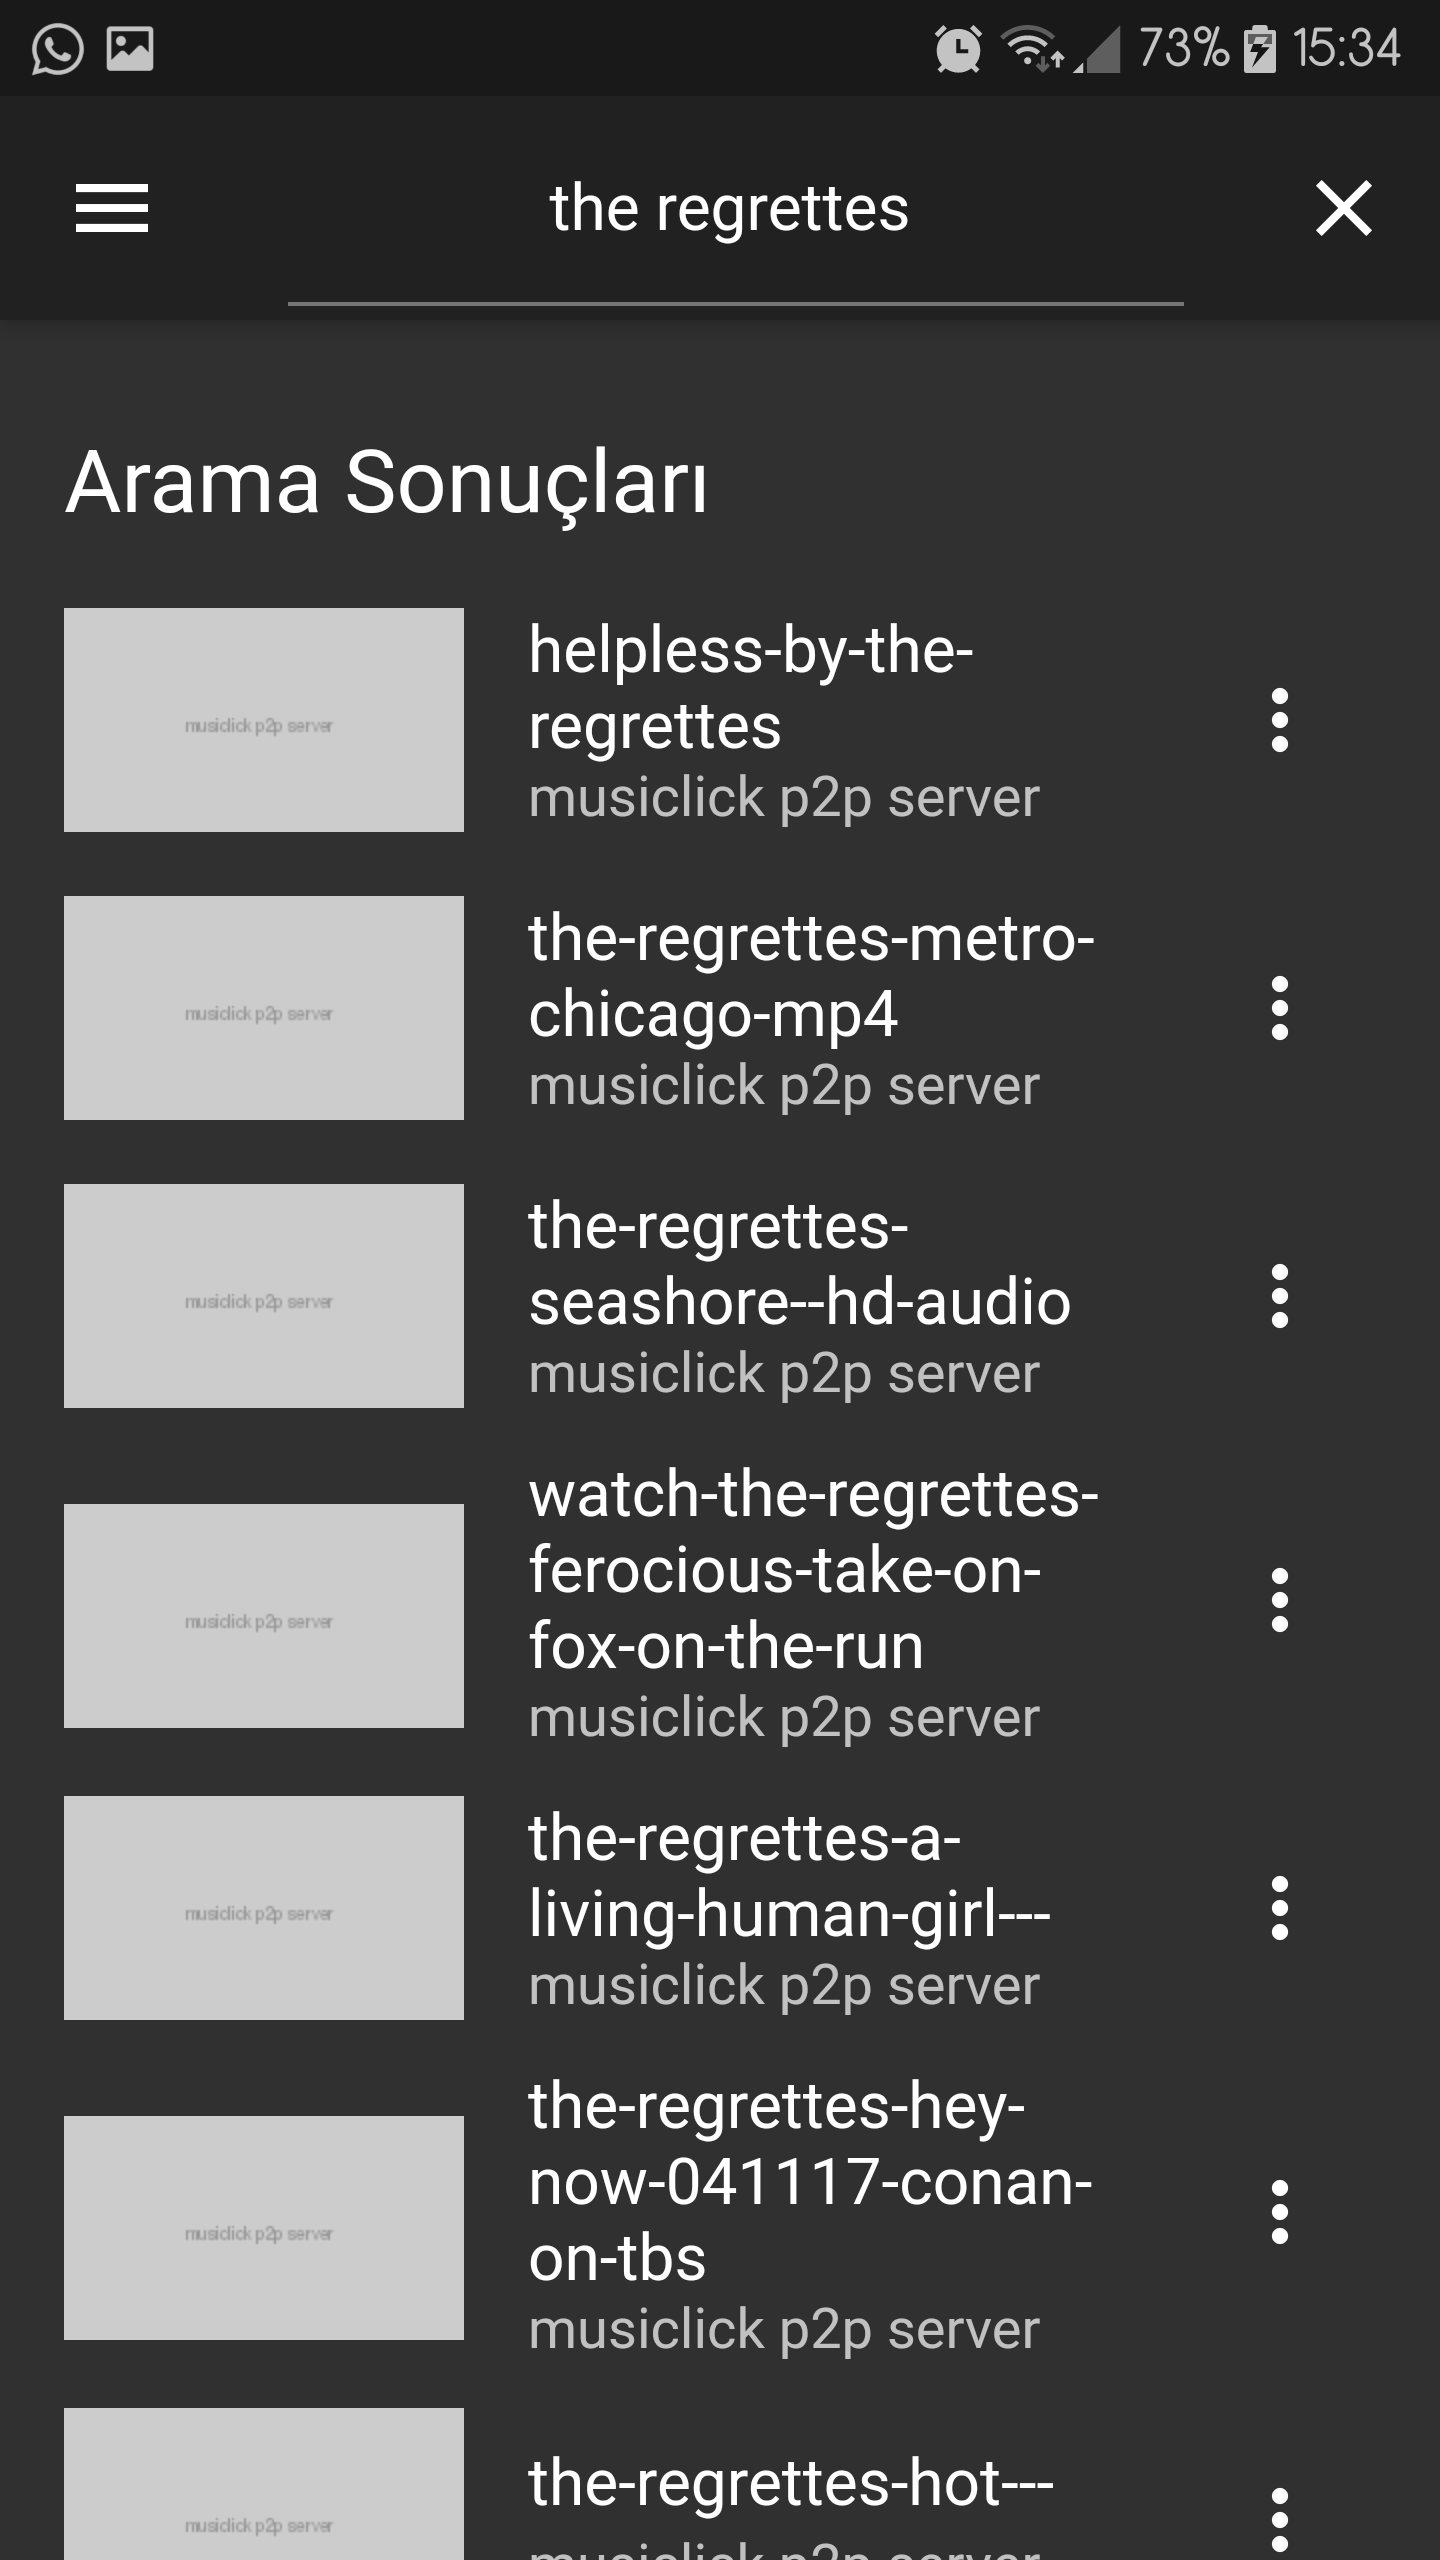 73% 15:34
the regrettes
Arama Sonuçları
musiclick p2p server
helpless-by-the-
regrettes
musiclick p2p server
musiclick p2p server
the-regrettes-metro-
chicago-mp4
musiclick p2p server
musiclick p2p server
the-regrettes-
seashore--hd-audio
musiclick p2p server
musiclick p2p server
watch-the-regrettes-
ferocious-take-on-
fox-on-the-run
musiclick p2p server
musiclick p2p server
the-regrettes-a-
living-human-girl---
musiclick p2p server
musiclick p2p server
the-regrettes-hey-
now-041117-conan-
on-tbs
musiclick p2p server
musiclick p2p server
the-regrettes-hot---
musiclick p2p server